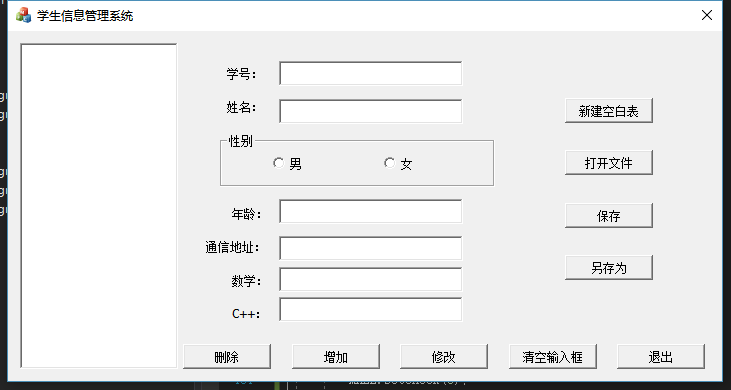 学生信息管理系统
学号：
姓名：
新建空白表
性别
男 女
打开文件
年龄：
保存
通信地址：
另存为
数学：
C++：
删除 增加 修改 清空输入框 退出